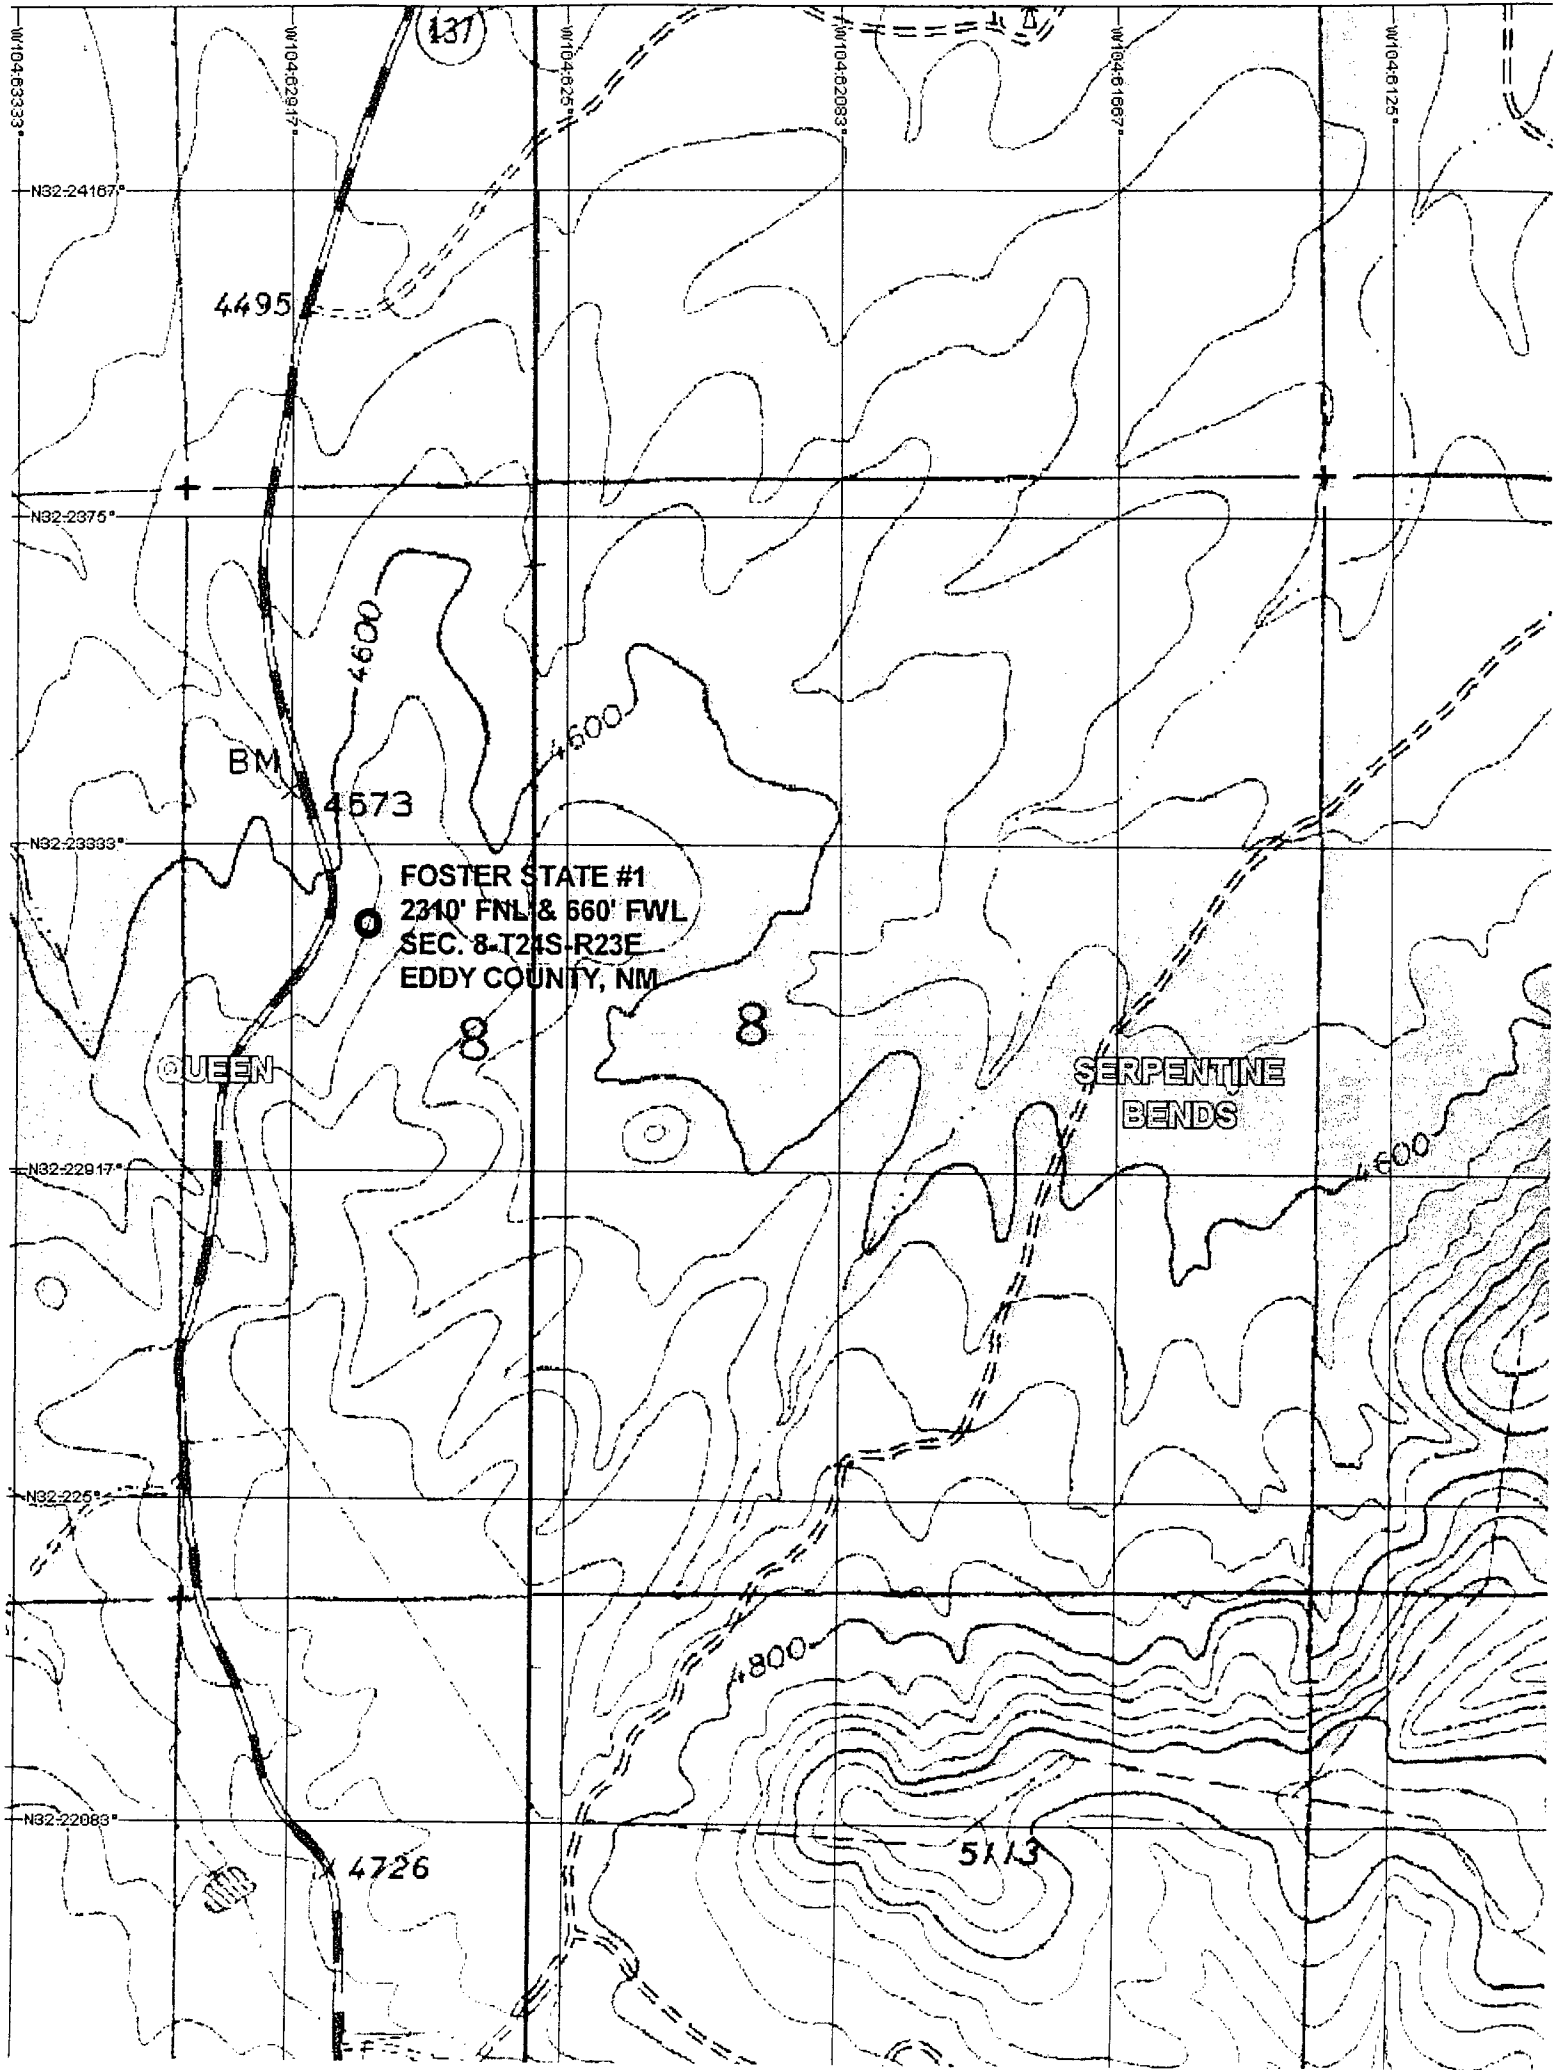 137
W104.63333°
W104.62917°
W104.625°
W104.62083°
W104.61667°
W104.6125°
N32.24167°
4495
N32.2375°
4600
4600
BM
4673
N32.23333°
FOSTER STATE #1
2310' FNL & 660' FWL
SEC. 8-T24S-R23E
EDDY COUNTY, NM
8
8
QUEEN
SERPENTINE
BENDS
4600
N32.22917°
N32.225°
4800
N32.22083°
5113
4726